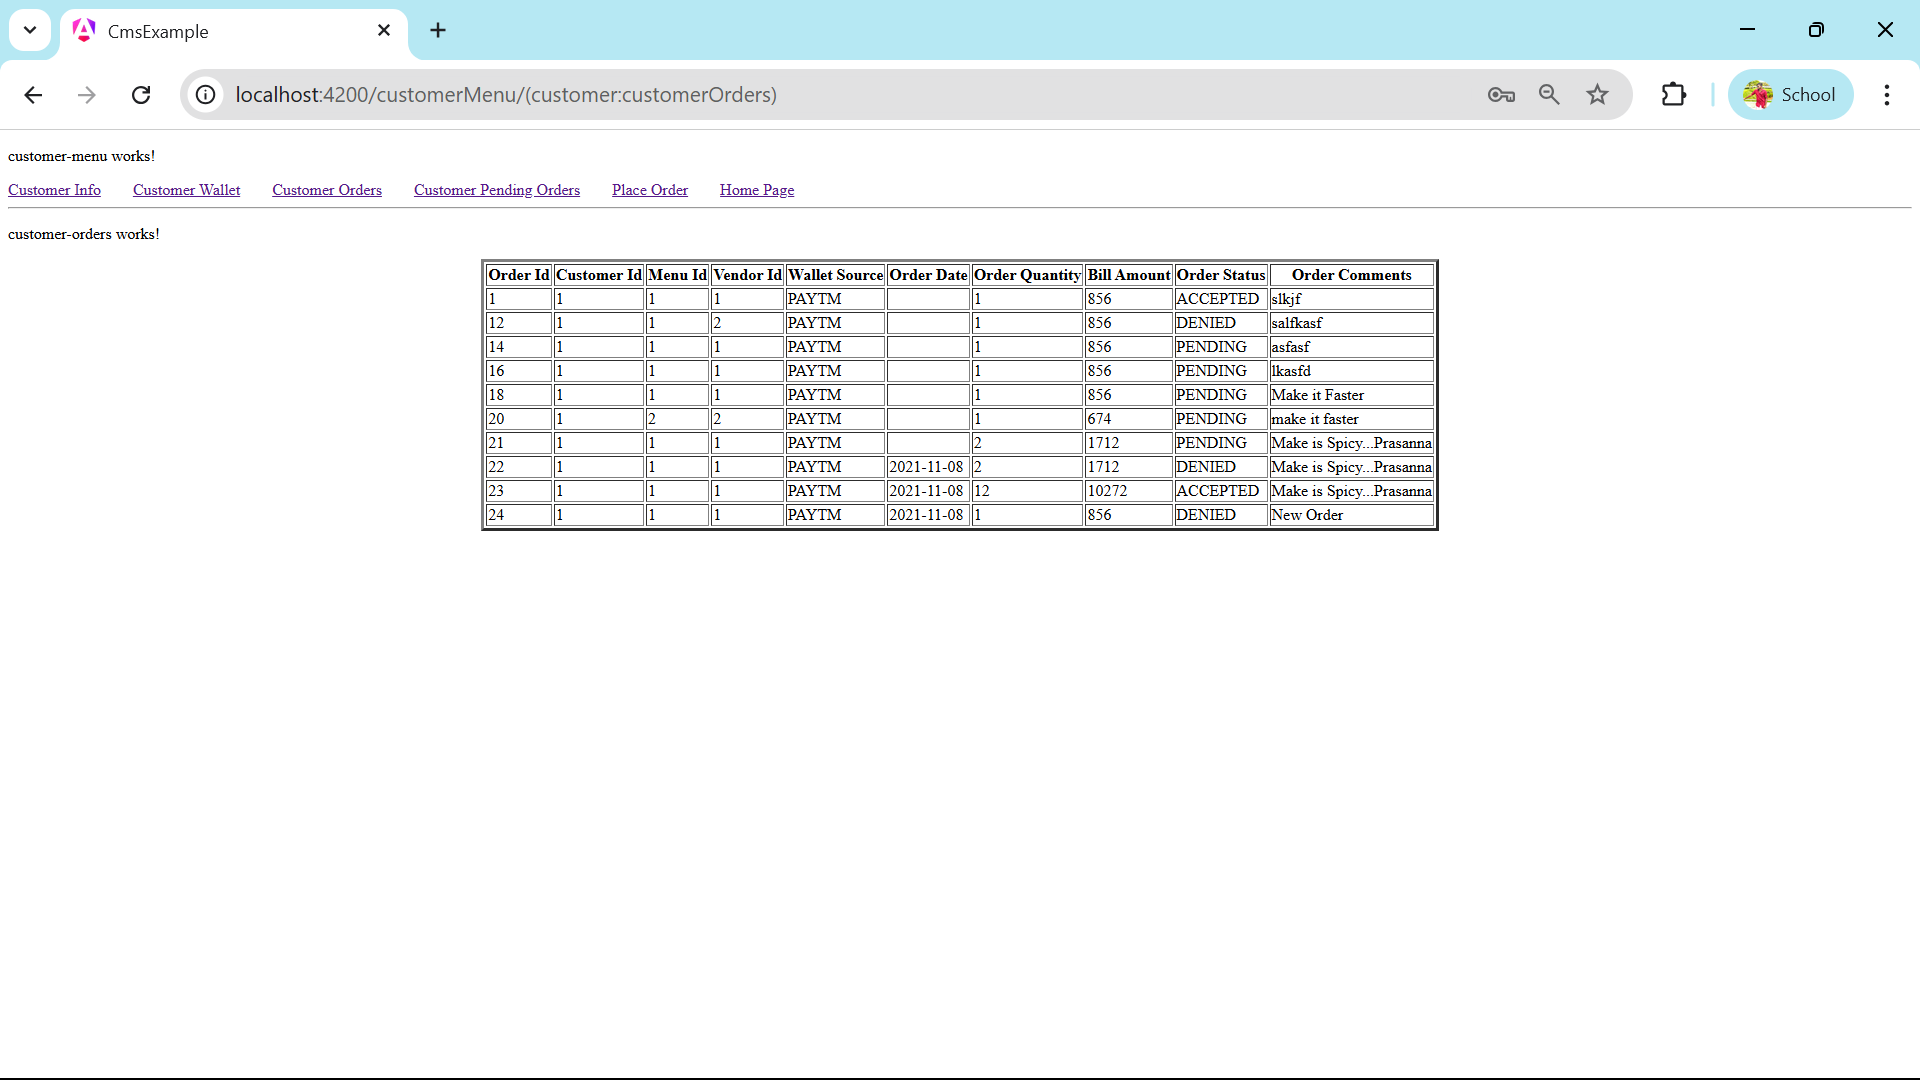 CmsExample
localhost:4200/customerMenu/(customer:customerOrders)
School
customer-menu works!
Customer Info Customer Wallet Customer Orders Customer Pending Orders Place Order Home Page
customer-orders works!
Order Id Customer Id Menu Id Vendor Id Wallet Source Order Date Order Quantity Bill Amount Order Status Order Comments
1 1 1 1 PAYTM 1 856 ACCEPTED slkjf
12 1 1 2 PAYTM 1 856 DENIED salfkasf
14 1 1 1 PAYTM 1 856 PENDING asfasf
16 1 1 1 PAYTM 1 856 PENDING lkasfd
18 1 1 1 PAYTM 1 856 PENDING Make it Faster
20 1 2 2 PAYTM 1 674 PENDING make it faster
21 1 1 1 PAYTM 2 1712 PENDING Make is Spicy...Prasanna
22 1 1 1 PAYTM 2021-11-08 2 1712 DENIED Make is Spicy...Prasanna
23 1 1 1 PAYTM 2021-11-08 12 10272 ACCEPTED Make is Spicy...Prasanna
24 1 1 1 PAYTM 2021-11-08 1 856 DENIED New Order